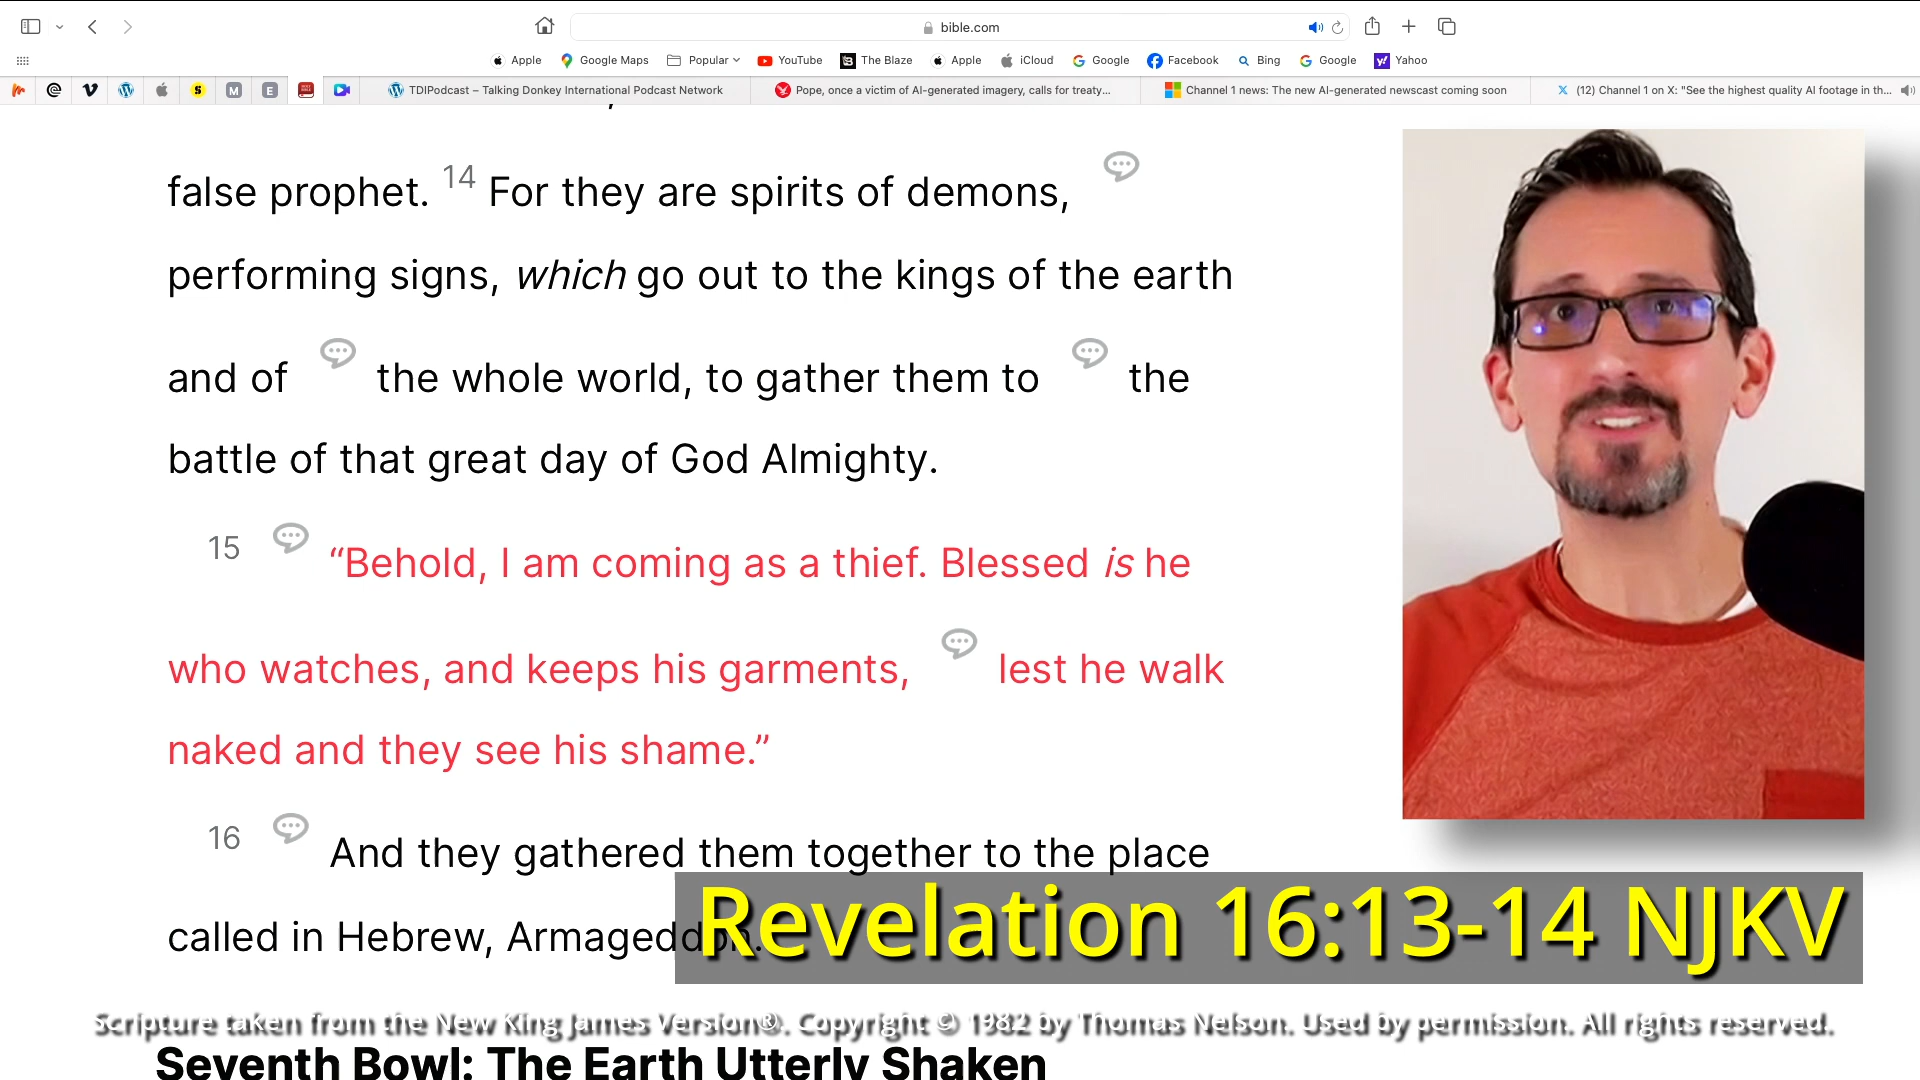 bible.com
Apple
Google Maps
Popular
YouTube
The Blaze
Apple
iCloud
Google
Facebook
Bing
Google
Yahoo
TDIPodcast – Talking Donkey International Podcast Network
Pope, once a victim of AI-generated imagery, calls for treaty...
Channel 1 news: The new AI-generated newscast coming soon
(12) Channel 1 on X: "See the highest quality AI footage in th...
false prophet. 14 For they are spirits of demons,
performing signs, which go out to the kings of the earth
and of the whole world, to gather them to the
battle of that great day of God Almighty.
15 “Behold, I am coming as a thief. Blessed is he
who watches, and keeps his garments, lest he walk
naked and they see his shame.”
16 And they gathered them together to the place
called in Hebrew, Armageddon.
Revelation 16:13-14 NJKV
Scripture taken from the New King James Version®. Copyright © 1982 by Thomas Nelson. Used by permission. All rights reserved.
Seventh Bowl: The Earth Utterly Shaken